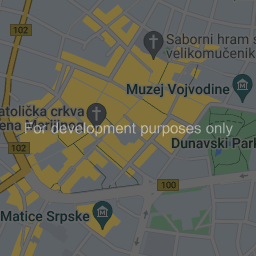 102
Saborni hram s
velikomučenik
Muzej Vojvodine
atolička crkva
ena Marijinog
For development purposes only
102
Dunavski Park
100
Matice Srpske